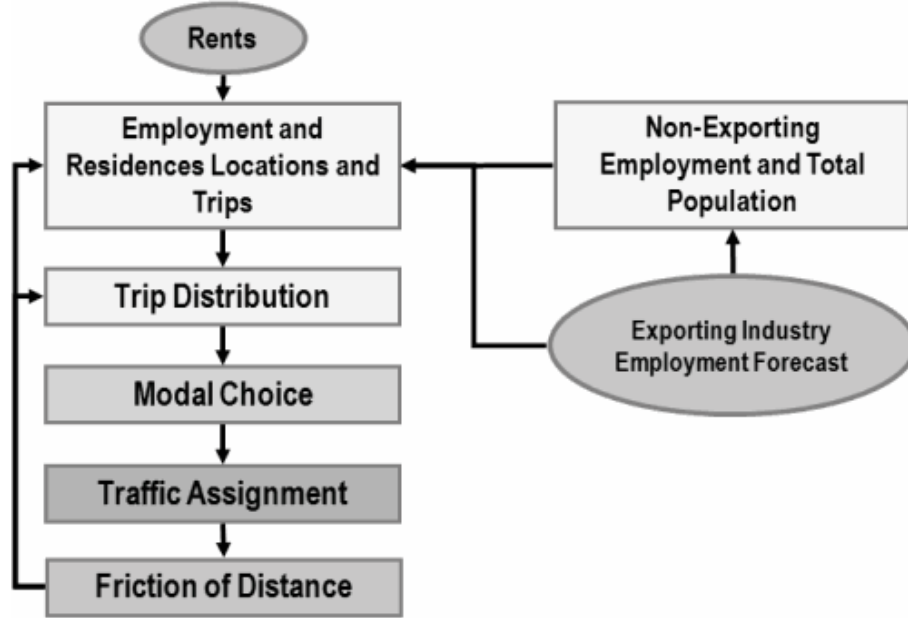 Rents
Employment and
Residences Locations and
Trips
Non-Exporting
Employment and Total
Population
Trip Distribution
Exporting Industry
Employment Forecast
Modal Choice
Traffic Assignment
Friction of Distance